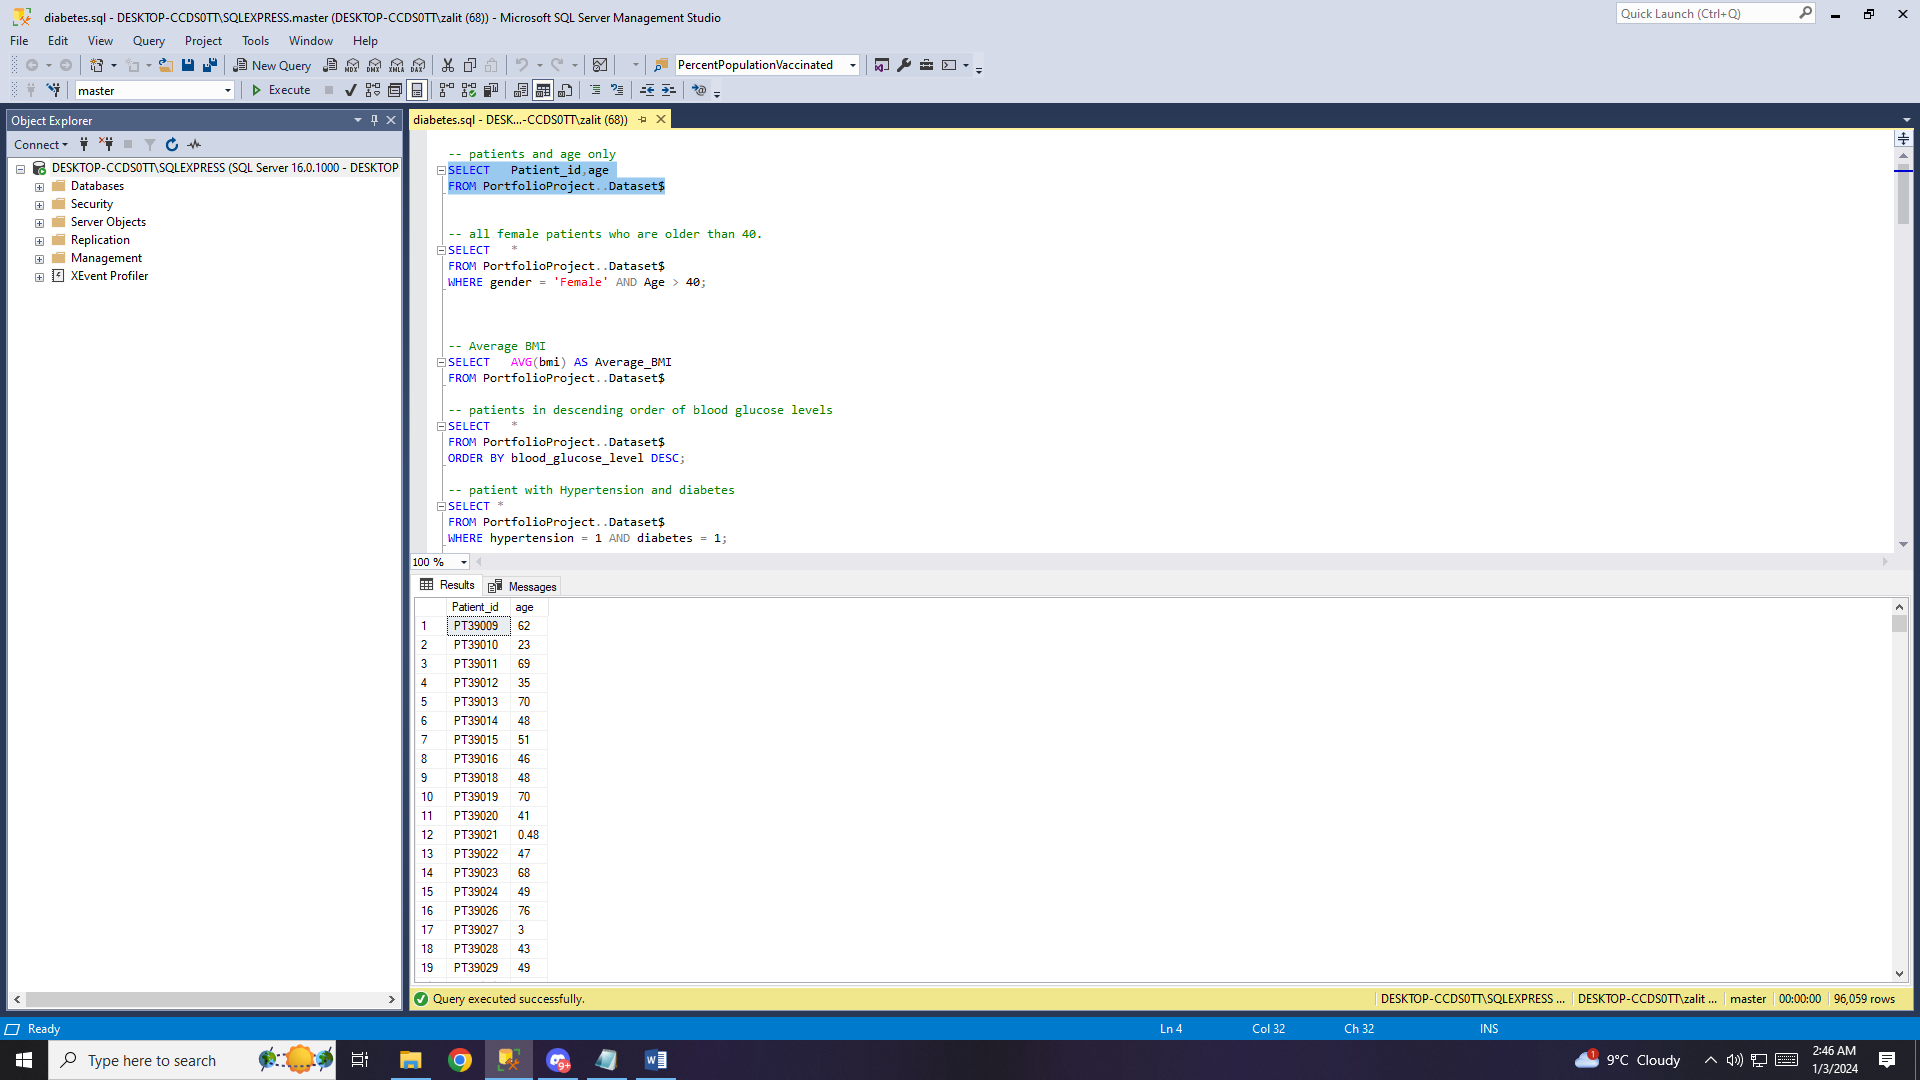 diabetes.sql - DESKTOP-CCDS0TT\SQLEXPRESS.master (DESKTOP-CCDS0TT\zalit (68)) - Microsoft SQL Server Management Studio
Quick Launch (Ctrl+Q)
File Edit View Query Project Tools Window Help
New Query
MDX DMX XMLA DAX
PercentPopulationVaccinated
master
Execute
Object Explorer
Connect
DESKTOP-CCDS0TT\SQLEXPRESS (SQL Server 16.0.1000 - DESKTOP
Databases
Security
Server Objects
Replication
Management
XEvent Profiler
diabetes.sql - DESK...-CCDS0TT\zalit (68))
-- patients and age only
SELECT   Patient_id,age
FROM PortfolioProject..Dataset$
-- all female patients who are older than 40.
SELECT   *
FROM PortfolioProject..Dataset$
WHERE gender = 'Female' AND Age > 40;
-- Average BMI
SELECT   AVG(bmi) AS Average_BMI
FROM PortfolioProject..Dataset$
-- patients in descending order of blood glucose levels
SELECT   *
FROM PortfolioProject..Dataset$
ORDER BY blood_glucose_level DESC;
-- patient with Hypertension and diabetes
SELECT *
FROM PortfolioProject..Dataset$
WHERE hypertension = 1 AND diabetes = 1;
100 %
Results Messages
Patient_id age
1 PT39009 62
2 PT39010 23
3 PT39011 69
4 PT39012 35
5 PT39013 70
6 PT39014 48
7 PT39015 51
8 PT39016 46
9 PT39018 48
10 PT39019 70
11 PT39020 41
12 PT39021 0.48
13 PT39022 47
14 PT39023 68
15 PT39024 49
16 PT39026 76
17 PT39027 3
18 PT39028 43
19 PT39029 49
Query executed successfully.
DESKTOP-CCDS0TT\SQLEXPRESS ... DESKTOP-CCDS0TT\zalit ... master 00:00:00 96,059 rows
Ready
Ln 4 Col 32 Ch 32 INS
Type here to search
9+
1
9°C Cloudy
2:46 AM
1/3/2024